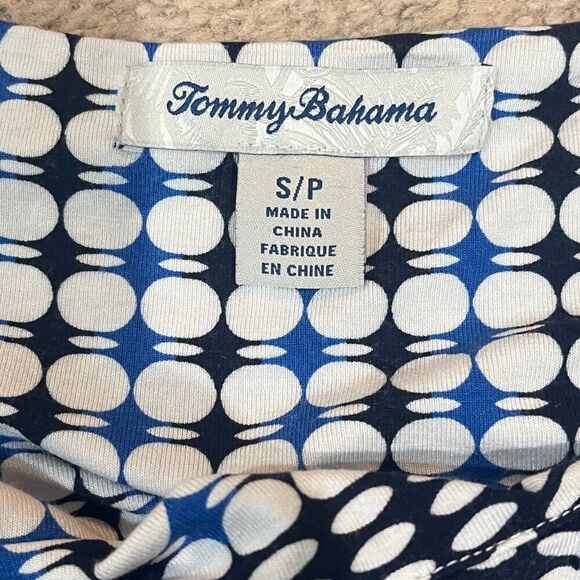 Tommy Bahama
S/P
MADE IN
CHINA
FABRIQUE
EN CHINE